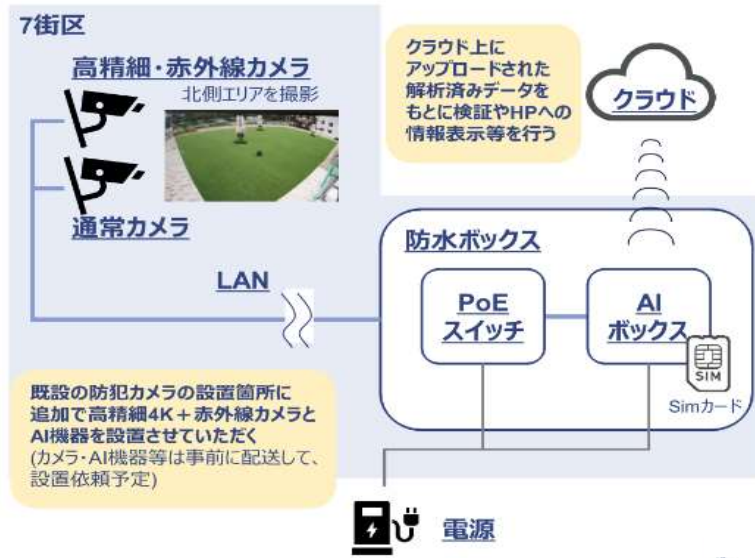 7街区
高精細・赤外線カメラ
北側エリアを撮影
通常カメラ
クラウド上に
アップロードされた
解析済みデータを
もとに検証やHPへの
情報表示等を行う
クラウド
LAN
防水ボックス
PoE
スイッチ
AI
ボックス
SIM
Simカード
既設の防犯カメラの設置箇所に
追加で高精細4K＋赤外線カメラと
AI機器を設置させていただく
(カメラ・AI機器等は事前に配送して、
設置依頼予定)
電源